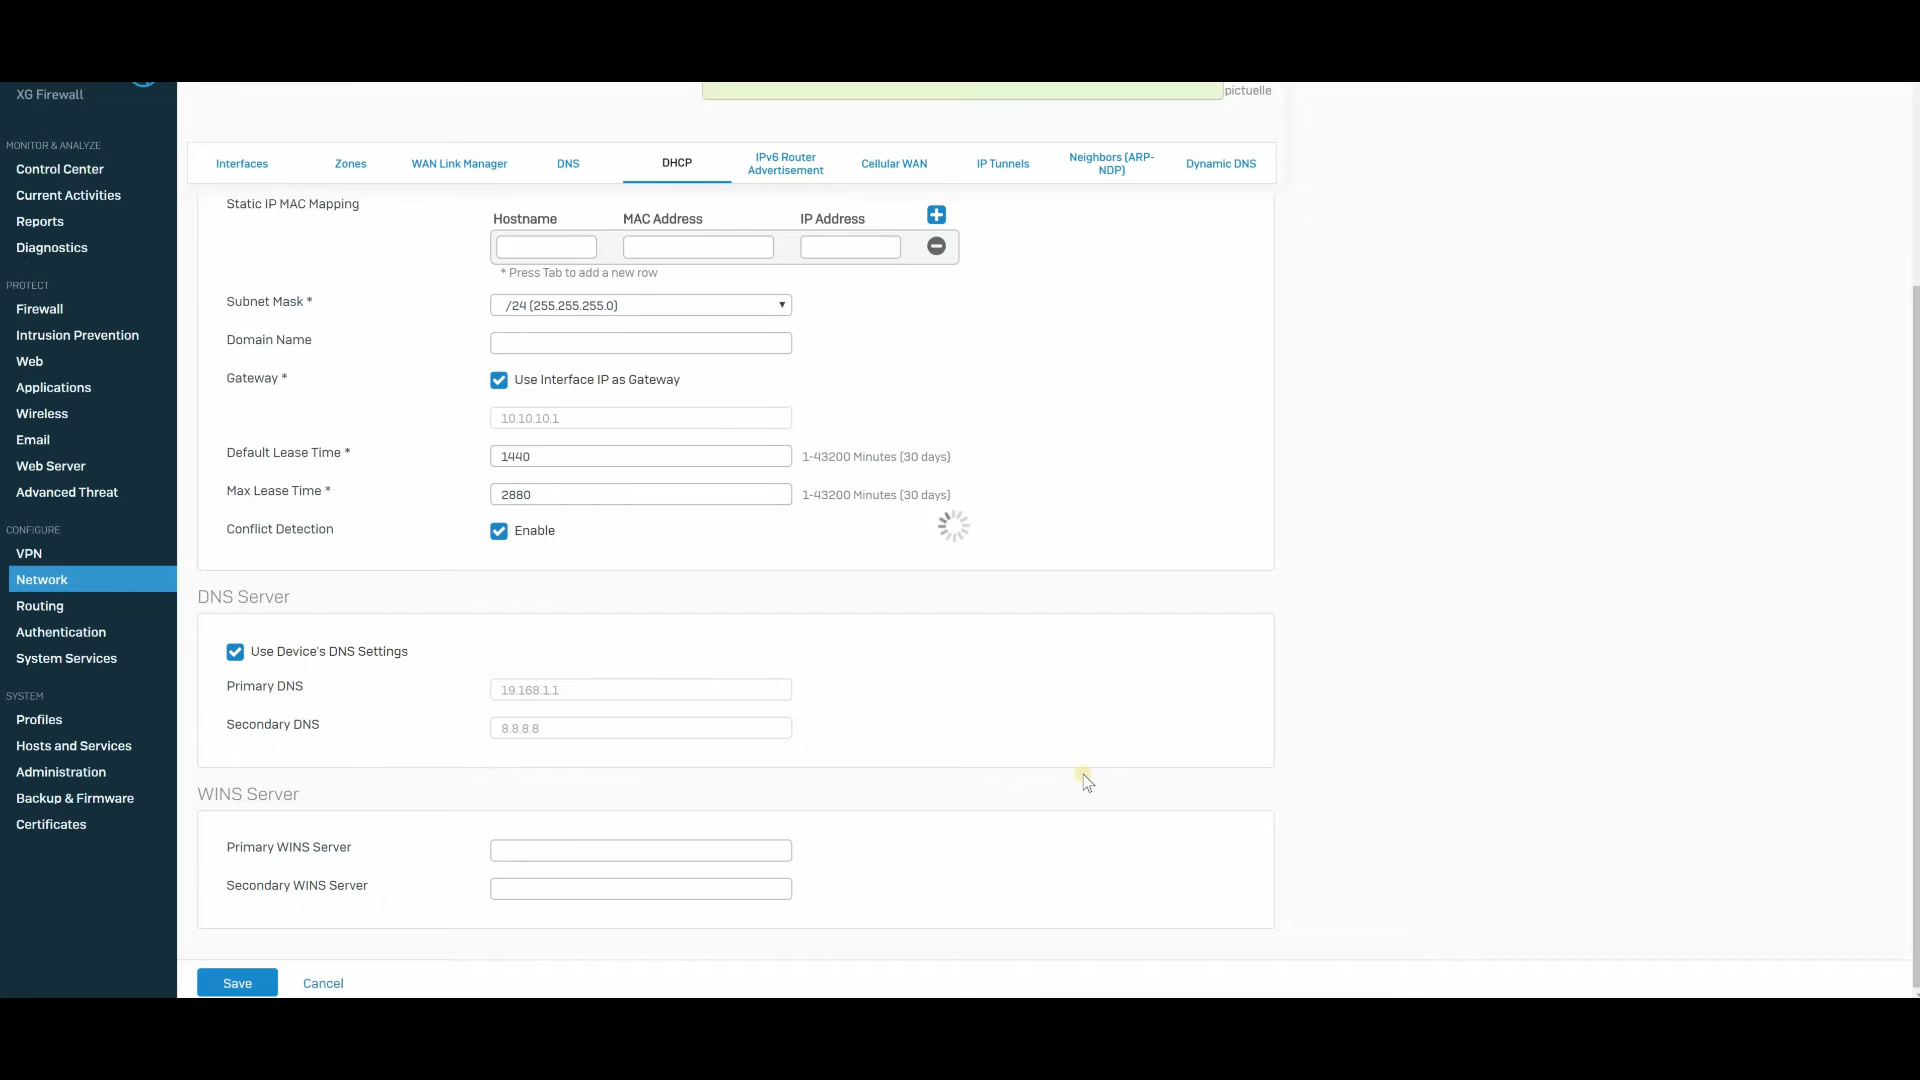 XG Firewall
pictuelle
MONITOR & ANALYZE
Control Center
Current Activities
Reports
Diagnostics
PROTECT
Firewall
Intrusion Prevention
Web
Applications
Wireless
Email
Web Server
Advanced Threat
CONFIGURE
VPN
Network
Routing
Authentication
System Services
SYSTEM
Profiles
Hosts and Services
Administration
Backup & Firmware
Certificates
Interfaces
Zones
WAN Link Manager
DNS
DHCP
IPv6 Router
Advertisement
Cellular WAN
IP Tunnels
Neighbors (ARP-
NDP)
Dynamic DNS
Static IP MAC Mapping
Hostname MAC Address IP Address
* Press Tab to add a new row
Subnet Mask *
/24 (255.255.255.0)
Domain Name
Gateway *
Use Interface IP as Gateway
10.10.10.1
Default Lease Time *
1440
1-43200 Minutes (30 days)
Max Lease Time *
2880
1-43200 Minutes (30 days)
Conflict Detection
Enable
DNS Server
Use Device's DNS Settings
Primary DNS
19.168.1.1
Secondary DNS
8.8.8.8
WINS Server
Primary WINS Server
Secondary WINS Server
Save
Cancel